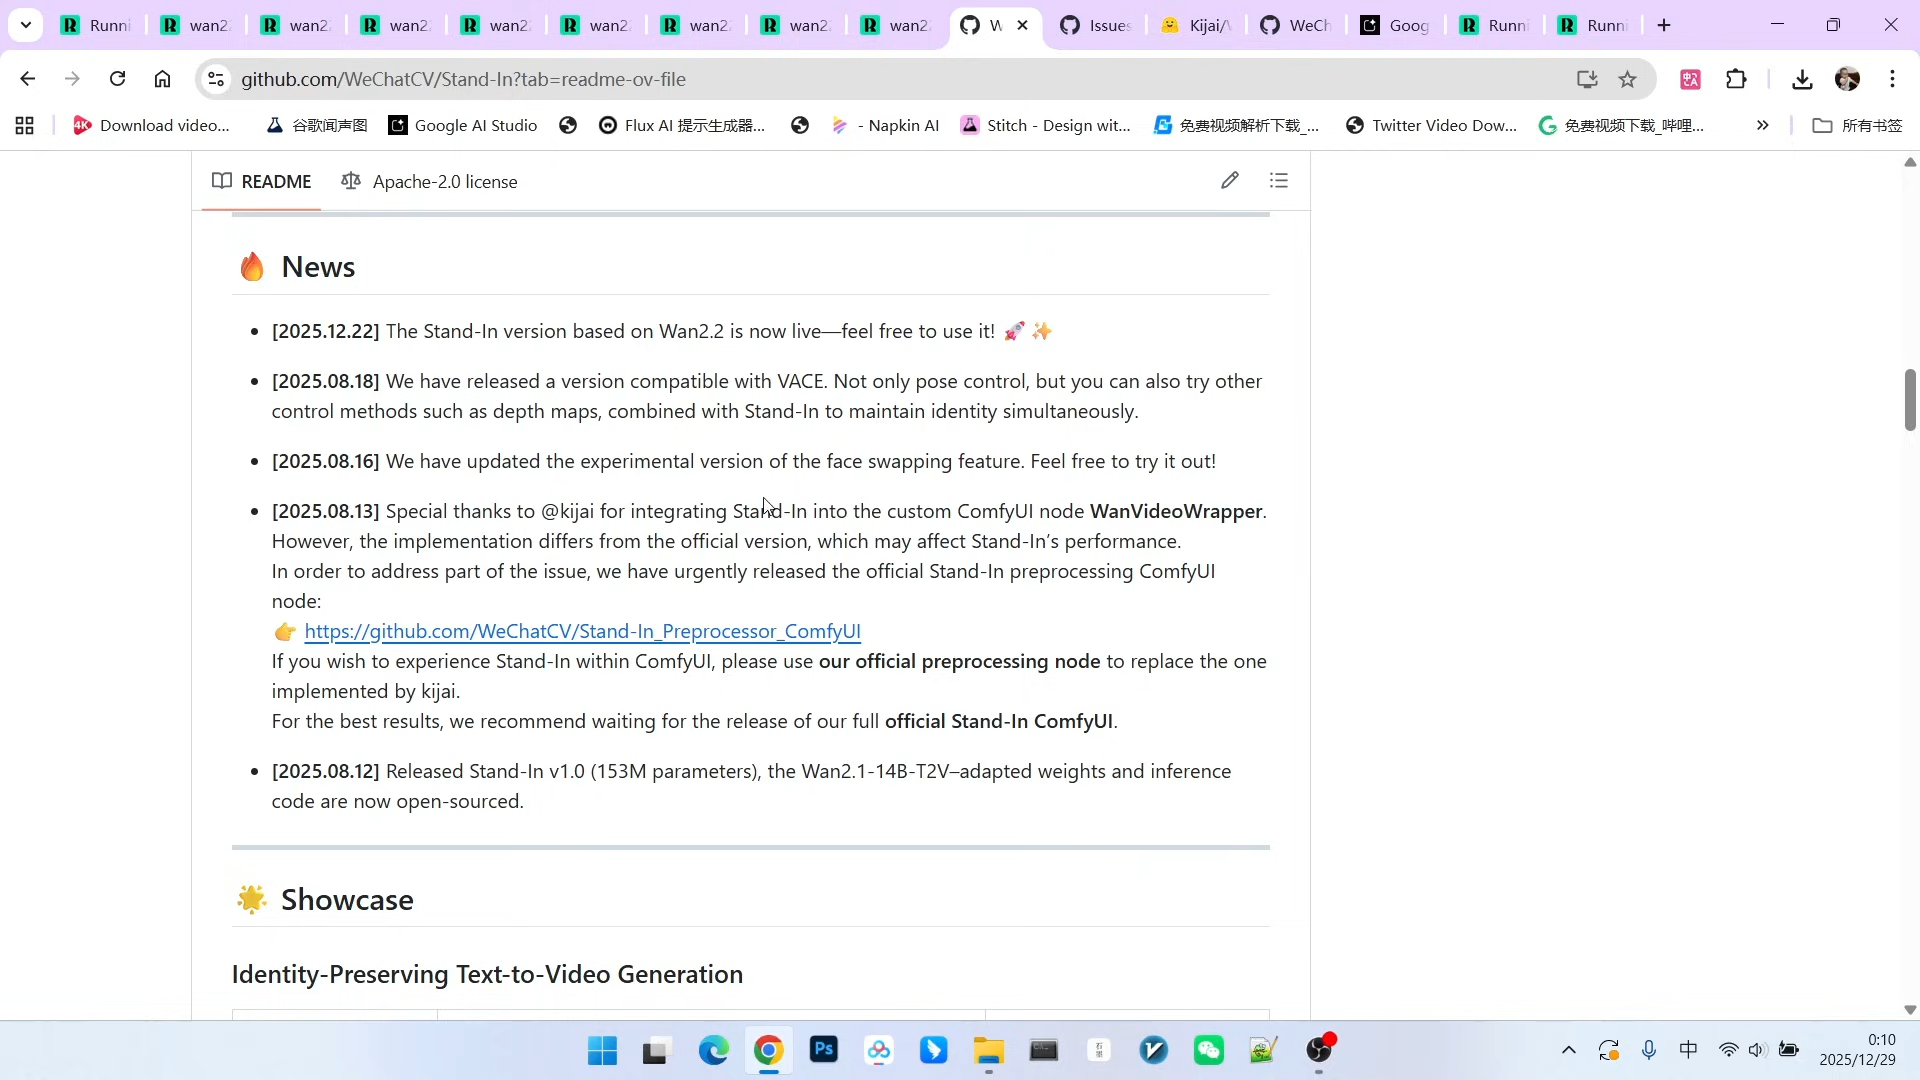 Runni
wan2.
wan2.
wan2.
wan2.
wan2.
wan2.
wan2.
wan2.
W
Issues
Kijai/
WeCh
Goog
Runni
Runni
github.com/WeChatCV/Stand-In?tab=readme-ov-file
Download video...
谷歌闻声图
Google AI Studio
Flux AI 提示生成器...
- Napkin AI
Stitch - Design wit...
免费视频解析下载_...
Twitter Video Dow...
免费视频下载_哔哩...
所有书签
README
Apache-2.0 license
🔥 News
• [2025.12.22] The Stand-In version based on Wan2.2 is now live—feel free to use it! 🚀 ✨
• [2025.08.18] We have released a version compatible with VACE. Not only pose control, but you can also try other
control methods such as depth maps, combined with Stand-In to maintain identity simultaneously.
• [2025.08.16] We have updated the experimental version of the face swapping feature. Feel free to try it out!
• [2025.08.13] Special thanks to @kijai for integrating Stand-In into the custom ComfyUI node WanVideoWrapper.
However, the implementation differs from the official version, which may affect Stand-In’s performance.
In order to address part of the issue, we have urgently released the official Stand-In preprocessing ComfyUI
node:
👉 https://github.com/WeChatCV/Stand-In_Preprocessor_ComfyUI
If you wish to experience Stand-In within ComfyUI, please use our official preprocessing node to replace the one
implemented by kijai.
For the best results, we recommend waiting for the release of our full official Stand-In ComfyUI.
• [2025.08.12] Released Stand-In v1.0 (153M parameters), the Wan2.1-14B-T2V–adapted weights and inference
code are now open-sourced.
🌟 Showcase
Identity-Preserving Text-to-Video Generation
Ps
中
0:10
2025/12/29